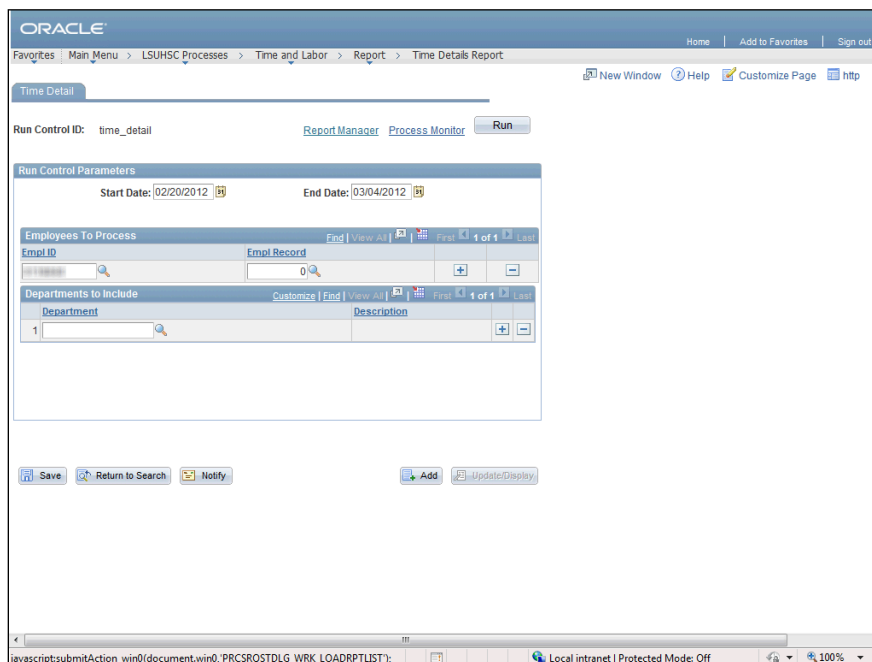 ORACLE
Home | Add to Favorites | Sign out
Favorites Main Menu > LSUHSC Processes > Time and Labor > Report > Time Details Report
New Window Help Customize Page http
Time Detail
Run Control ID: time_detail Report Manager Process Monitor Run
Run Control Parameters
Start Date: 02/20/2012 31 End Date: 03/04/2012 31
Employees To Process Find | View All | First 1 of 1 Last
Empl ID Empl Record
0
Departments to Include Customize | Find | View All | First 1 of 1 Last
Department Description
1
Save Return to Search Notify Add Update/Display
javascript:submitAction_win0(document.win0,'PRCSRQSTDLG_WRK_LOADRPTLIST'); Local intranet | Protected Mode: Off 100%